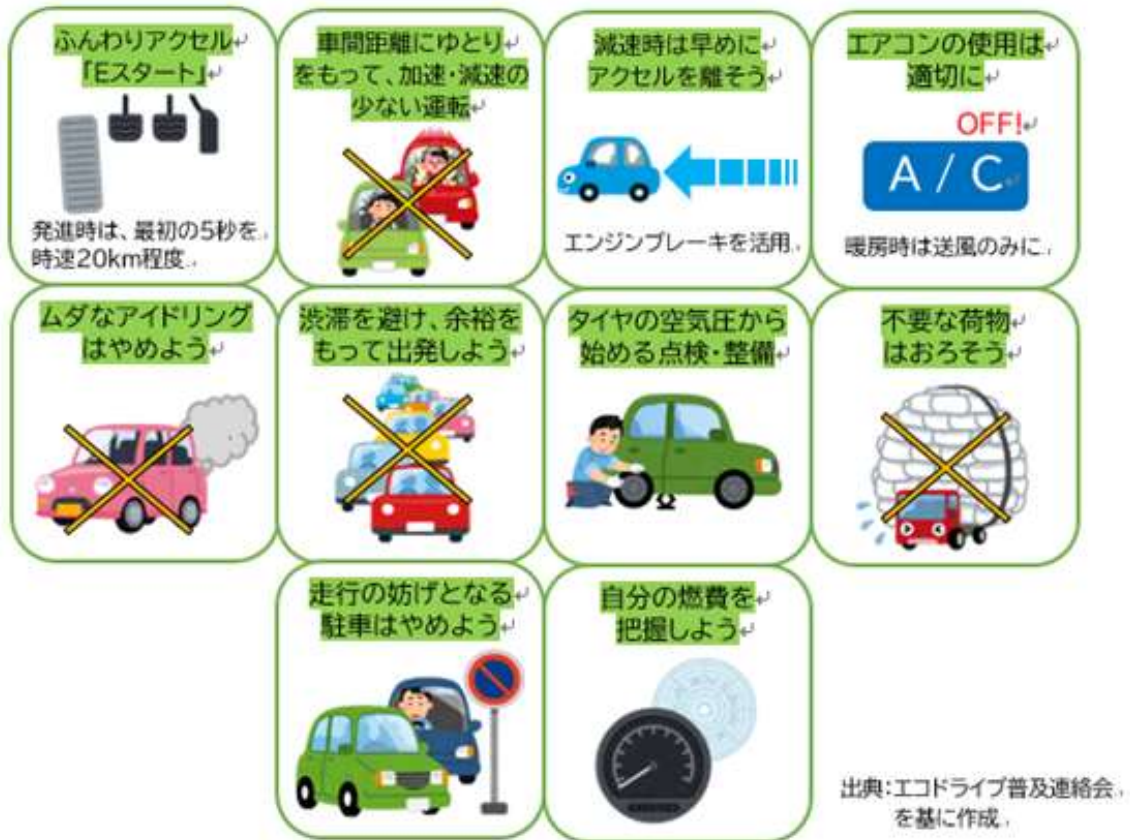 ふんわりアクセル
「Eスタート」
発進時は、最初の5秒を
時速20km程度
車間距離にゆとり
をもって、加速・減速の
少ない運転
減速時は早めに
アクセルを離そう
エンジンブレーキを活用
エアコンの使用は
適切に
OFF!
A / C
暖房時は送風のみに
ムダなアイドリング
はやめよう
渋滞を避け、余裕を
もって出発しよう
タイヤの空気圧から
始める点検・整備
不要な荷物
はおろそう
走行の妨げとなる
駐車はやめよう
自分の燃費を
把握しよう
出典:エコドライブ普及連絡会
を基に作成